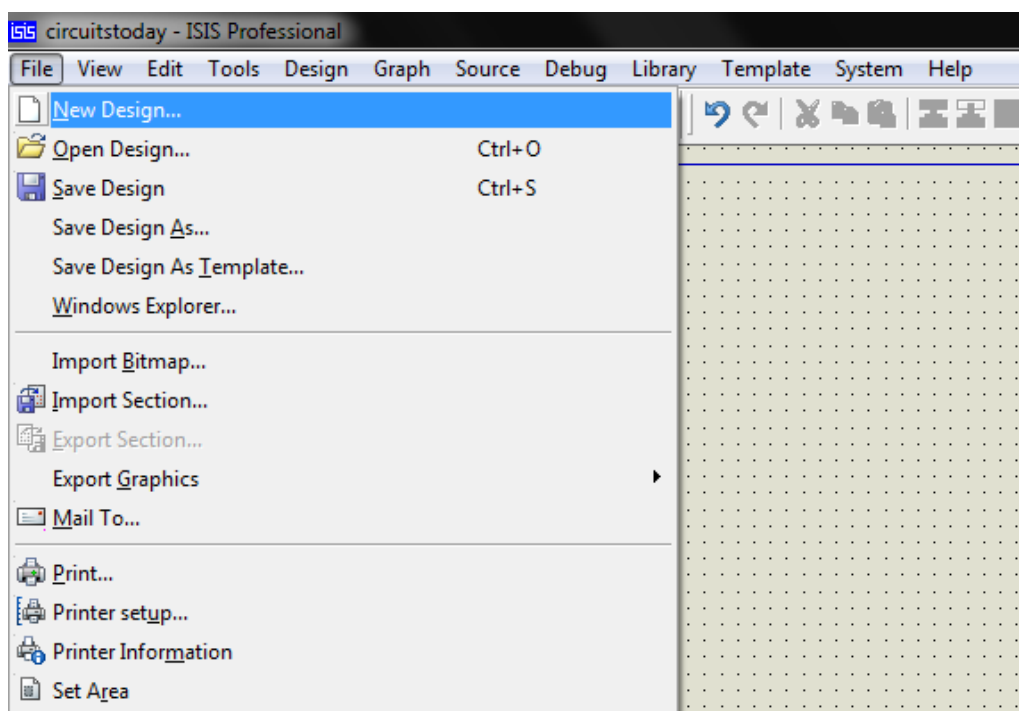 isis circuitstoday - ISIS Professional
File View Edit Tools Design Graph Source Debug Library Template System Help
New Design...
Open Design... Ctrl+O
Save Design Ctrl+S
Save Design As...
Save Design As Template...
Windows Explorer...
Import Bitmap...
Import Section...
Export Section...
Export Graphics
Mail To...
Print...
Printer setup...
Printer Information
Set Area